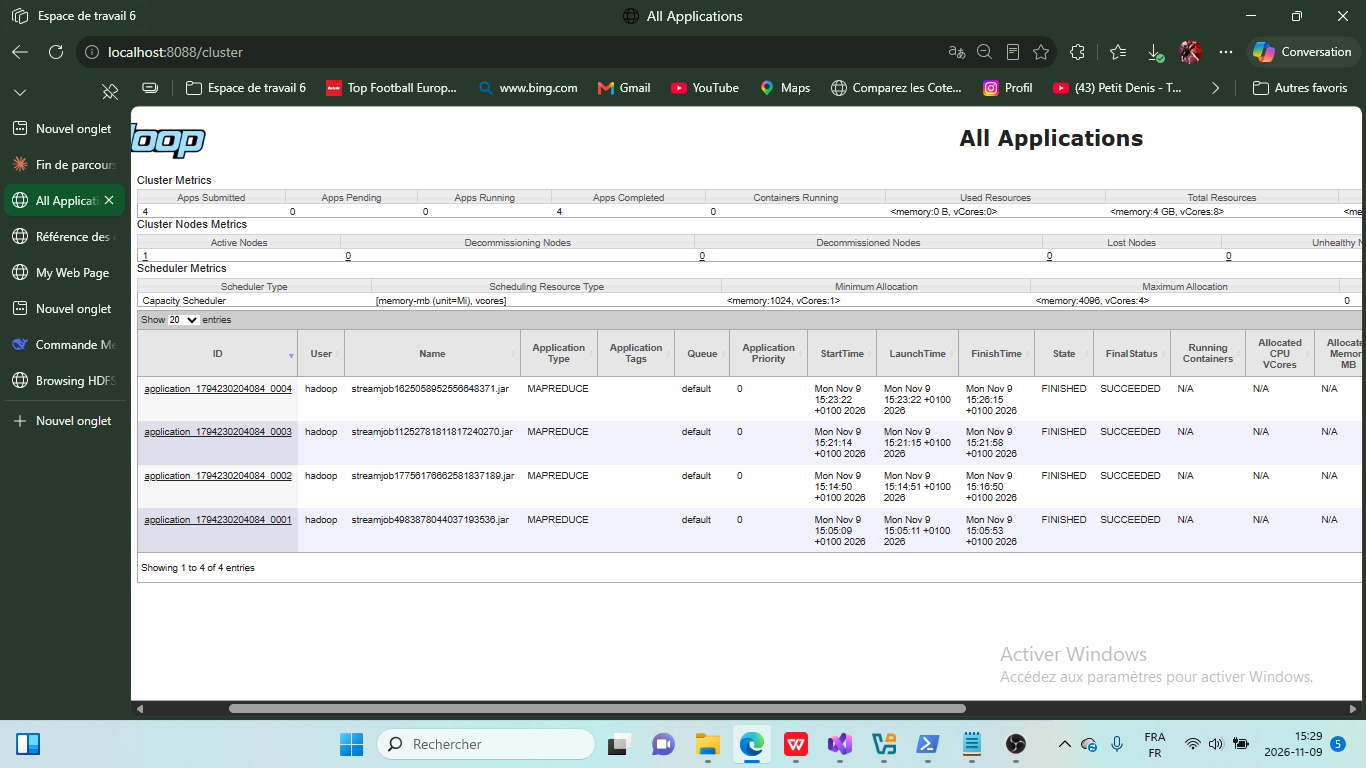 Espace de travail 6
All Applications
localhost:8088/cluster
Conversation
Espace de travail 6
Top Football Europ...
www.bing.com
Gmail
YouTube
Maps
Comparez les Cote...
Profil
(43) Petit Denis - T...
Autres favoris
Nouvel onglet
Fin de parcours
All Applicati
Référence des
My Web Page
Nouvel onglet
Commande Me
Browsing HDFS
Nouvel onglet
loop
All Applications
Cluster Metrics
Apps Submitted Apps Pending Apps Running Apps Completed Containers Running Used Resources Total Resources
4 0 0 4 0 <memory:0 B, vCores:0> <memory:4 GB, vCores:8> <me
Cluster Nodes Metrics
Active Nodes Decommissioning Nodes Decommissioned Nodes Lost Nodes Unhealthy N
1 0 0 0 0
Scheduler Metrics
Scheduler Type Scheduling Resource Type Minimum Allocation Maximum Allocation
Capacity Scheduler [memory-mb (unit=Mi), vcores] <memory:1024, vCores:1> <memory:4096, vCores:4> 0
Show 20 entries
ID User Name Application Type Application Tags Queue Application Priority StartTime LaunchTime FinishTime State FinalStatus Running Containers Allocated CPU VCores Allocate Memor MB
application_1794230204084_0004 hadoop streamjob1625058952556648371.jar MAPREDUCE default 0 Mon Nov 9 15:23:22 +0100 2026 Mon Nov 9 15:23:22 +0100 2026 Mon Nov 9 15:26:15 +0100 2026 FINISHED SUCCEEDED N/A N/A N/A
application_1794230204084_0003 hadoop streamjob11252781811817240270.jar MAPREDUCE default 0 Mon Nov 9 15:21:14 +0100 2026 Mon Nov 9 15:21:15 +0100 2026 Mon Nov 9 15:21:58 +0100 2026 FINISHED SUCCEEDED N/A N/A N/A
application_1794230204084_0002 hadoop streamjob17756176662581837189.jar MAPREDUCE default 0 Mon Nov 9 15:14:50 +0100 2026 Mon Nov 9 15:14:51 +0100 2026 Mon Nov 9 15:16:50 +0100 2026 FINISHED SUCCEEDED N/A N/A N/A
application_1794230204084_0001 hadoop streamjob4983878044037193536.jar MAPREDUCE default 0 Mon Nov 9 15:05:09 +0100 2026 Mon Nov 9 15:05:11 +0100 2026 Mon Nov 9 15:05:53 +0100 2026 FINISHED SUCCEEDED N/A N/A N/A
Showing 1 to 4 of 4 entries
Activer Windows
Accédez aux paramètres pour activer Windows.
Rechercher
FRA
FR
15:29
2026-11-09
5